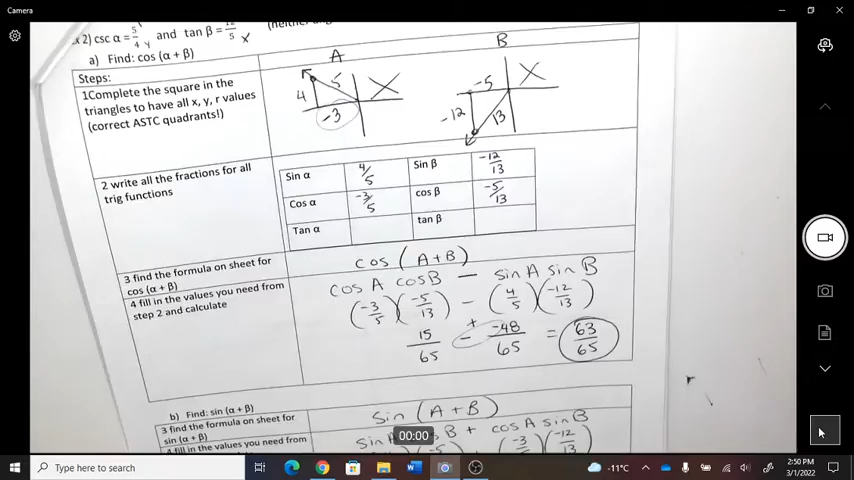 Camera
x 2) csc α = 5/4 y and tan β = 12/5 x (neither
a) Find: cos (α + β)
A
B
Steps:
1Complete the square in the
triangles to have all x, y, r values
(correct ASTC quadrants!)
4 5 -3
-5 -12 13
2 write all the fractions for all
trig functions
Sin α 4/5 Sin β -12/13
Cos α -3/5 cos β -5/13
Tan α tan β
3 find the formula on sheet for
cos (α + β)
cos (A+B)
4 fill in the values you need from
step 2 and calculate
cos A cos B − sin A sin B
(-3/5)(-5/13) − (4/5)(-12/13)
15/65 − + -48/65 = 63/65
b) Find: sin (α + β)
sin (A+B)
3 find the formula on sheet for
sin (α + β)
B + cos A sin B
4 fill in the values you need from
(-3/5)(-12/13)
00:00
Type here to search
-11°C
2:50 PM
3/1/2022